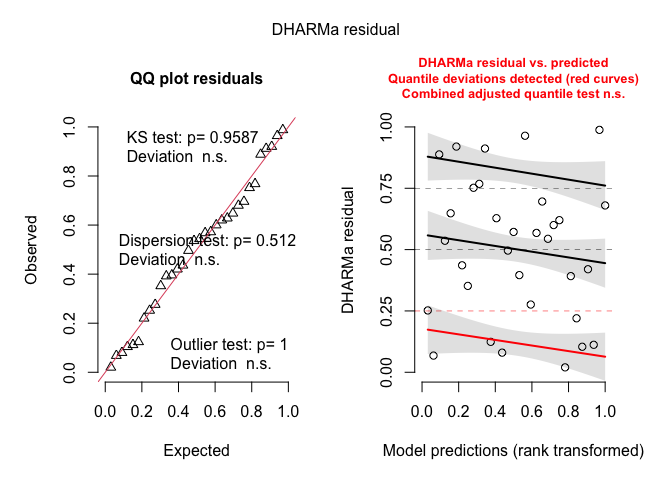 DHARMa residual
QQ plot residuals
KS test: p= 0.9587
Deviation n.s.
Dispersion test: p= 0.512
Deviation n.s.
Outlier test: p= 1
Deviation n.s.
Observed
0.0 0.2 0.4 0.6 0.8 1.0
0.0 0.2 0.4 0.6 0.8 1.0
Expected
DHARMa residual vs. predicted
Quantile deviations detected (red curves)
Combined adjusted quantile test n.s.
DHARMa residual
0.00 0.25 0.50 0.75 1.00
0.0 0.2 0.4 0.6 0.8 1.0
Model predictions (rank transformed)